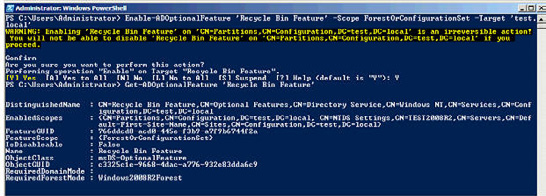 Administrator: Windows PowerShell
PS C:\Users\Administrator> Enable-ADOptionalFeature 'Recycle Bin Feature' -Scope ForestOrConfigurationSet -Target 'test.
local'
WARNING: Enabling 'Recycle Bin Feature' on 'CN=Partitions,CN=Configuration,DC=test,DC=local' is an irreversible action!
You will not be able to disable 'Recycle Bin Feature' on 'CN=Partitions,CN=Configuration,DC=test,DC=local' if you
proceed.
Confirm
Are you sure you want to perform this action?
Performing operation "Enable" on Target "Recycle Bin Feature".
[Y] Yes [A] Yes to All [N] No [L] No to All [S] Suspend [?] Help (default is "Y"): Y
PS C:\Users\Administrator> Get-ADOptionalFeature 'Recycle Bin Feature'
DistinguishedName : CN=Recycle Bin Feature,CN=Optional Features,CN=Directory Service,CN=Windows NT,CN=Services,CN=Conf
iguration,DC=test,DC=local
EnabledScopes : {CN=Partitions,CN=Configuration,DC=test,DC=local, CN=NTDS Settings,CN=TEST2008R2,CN=Servers,CN=Def
ault-First-Site-Name,CN=Sites,CN=Configuration,DC=test,DC=local}
FeatureGUID : 766ddcd8-acd0-445e-f3b9-a7f9b6744f2a
FeatureScope : {ForestOrConfigurationSet}
IsDisableable : False
Name : Recycle Bin Feature
ObjectClass : msDS-OptionalFeature
ObjectGUID : c3325c1e-9668-4dac-a776-932e83dda6c9
RequiredDomainMode :
RequiredForestMode : Windows2008R2Forest